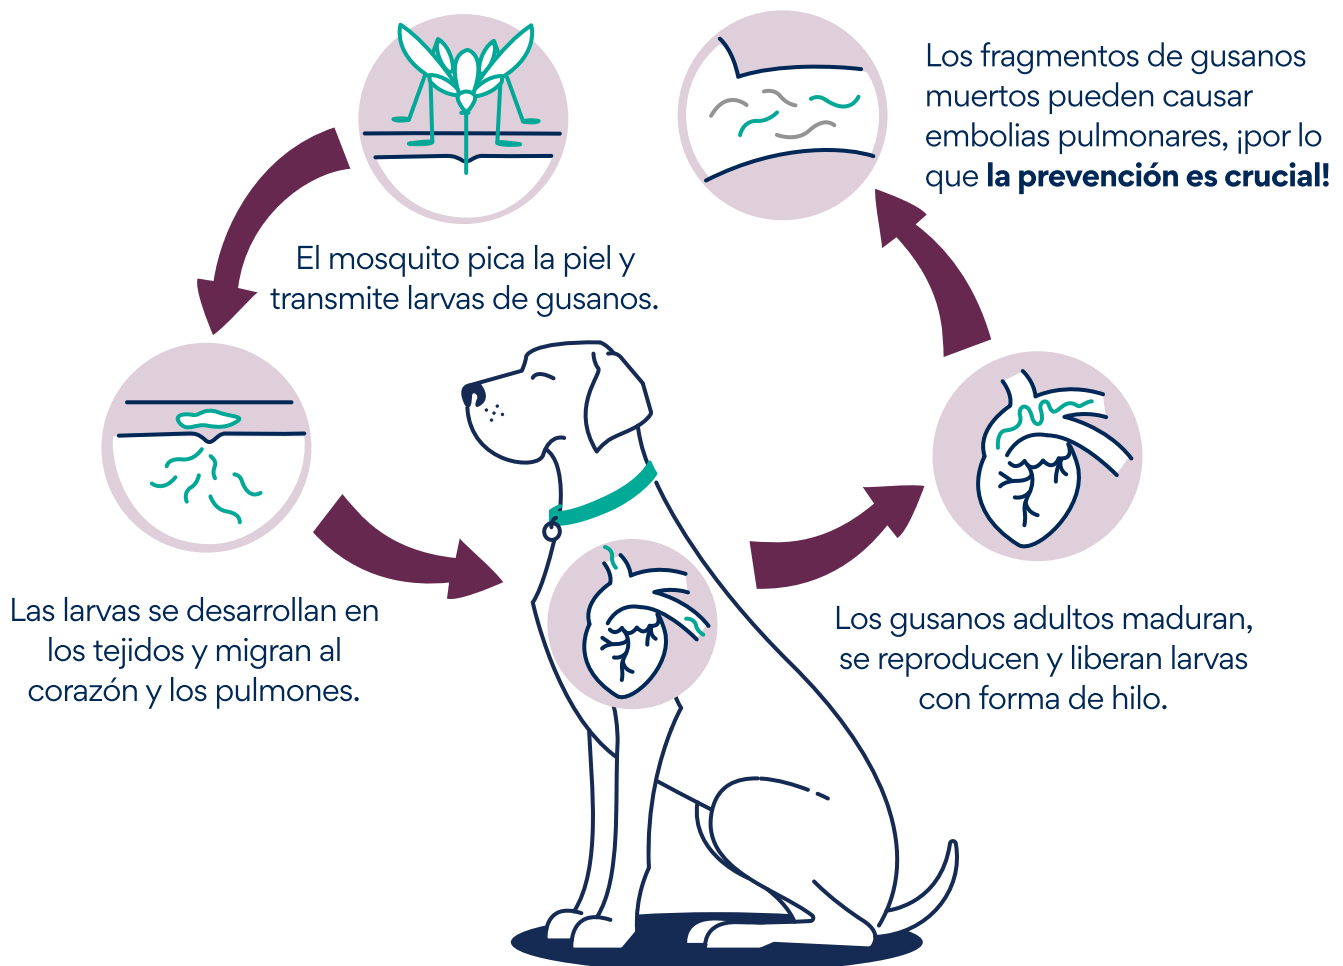 El mosquito pica la piel y
transmite larvas de gusanos.
Las larvas se desarrollan en
los tejidos y migran al
corazón y los pulmones.
Los gusanos adultos maduran,
se reproducen y liberan larvas
con forma de hilo.
Los fragmentos de gusanos
muertos pueden causar
embolias pulmonares, ¡por lo
que la prevención es crucial!